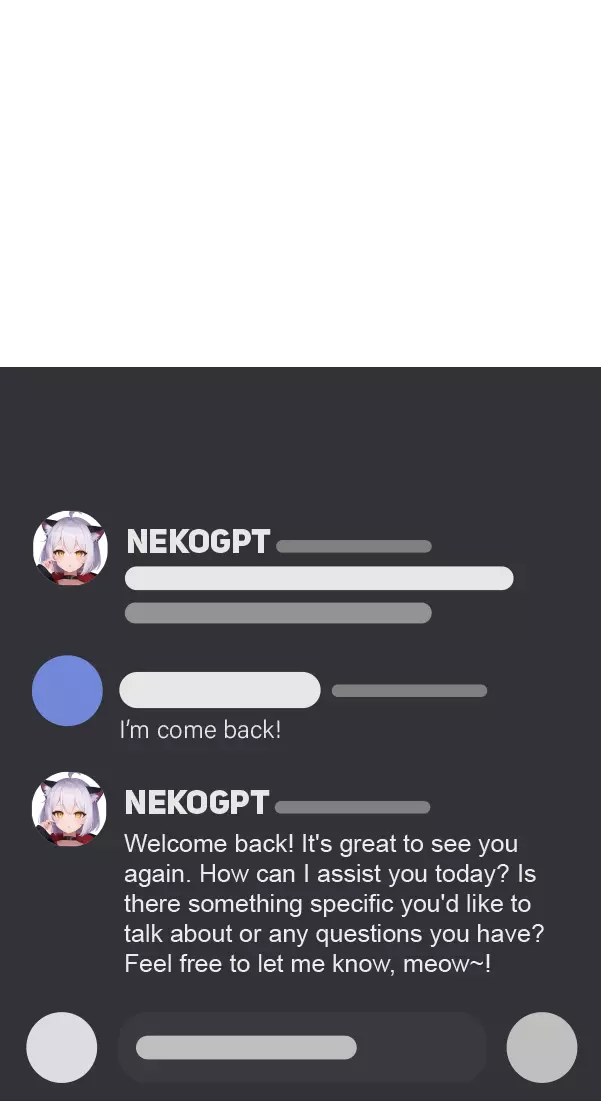 NEKOGPT
I’m come back!
NEKOGPT
Welcome back! It's great to see you
again. How can I assist you today? Is
there something specific you'd like to
talk about or any questions you have?
Feel free to let me know, meow~!